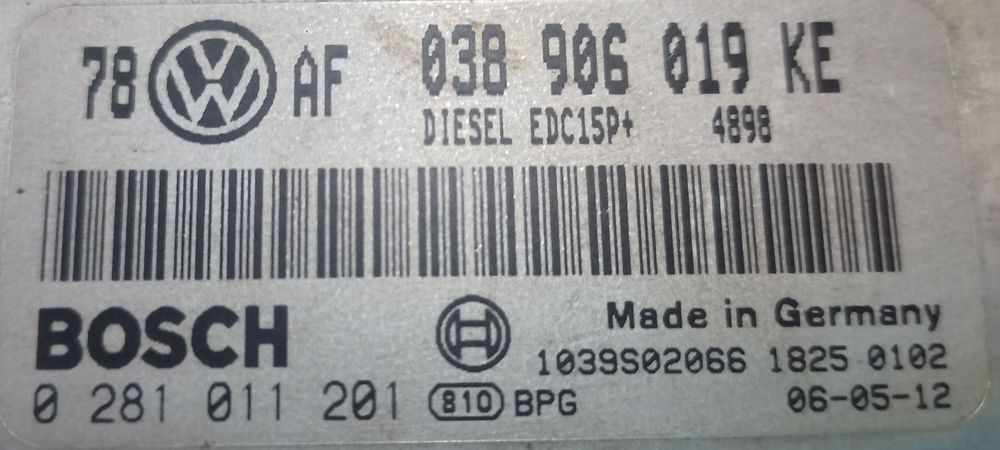 78 VW AF 038 906 019 KE
DIESEL EDC15P+ 4898
BOSCH
Made in Germany
1039S02066 1825 0102
0 281 011 201 810 BPG 06-05-12